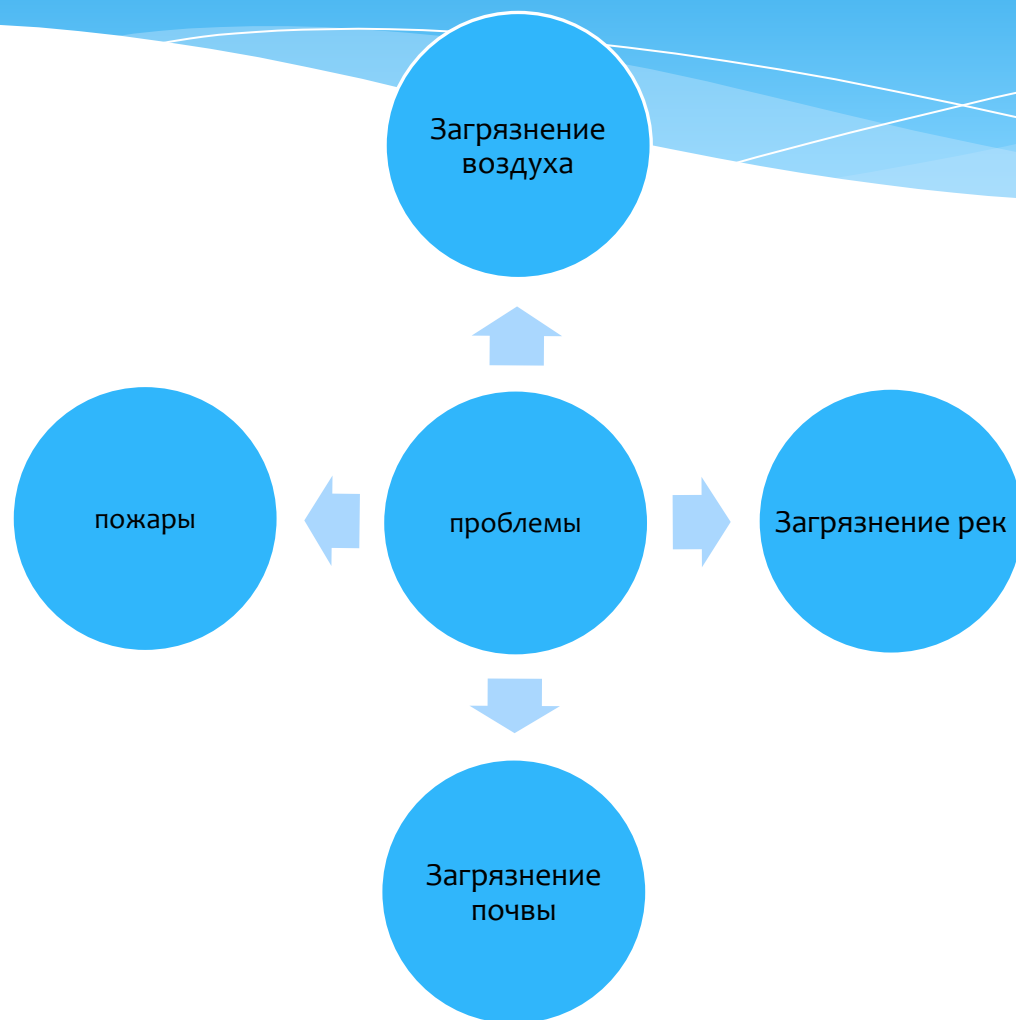 Загрязнение
воздуха
пожары
проблемы
Загрязнение рек
Загрязнение
почвы